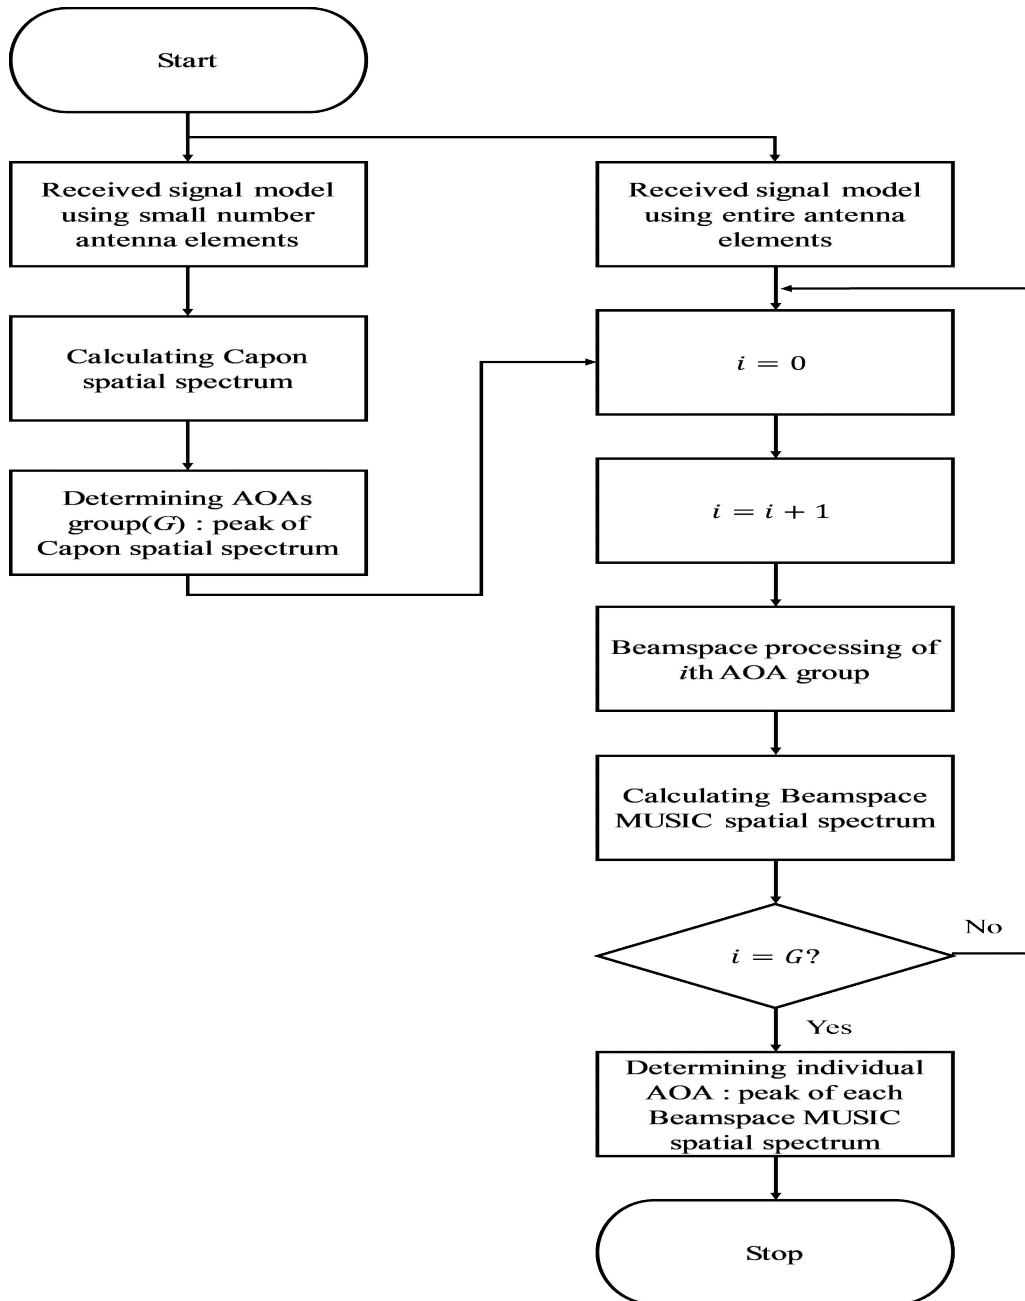 Start
Received signal model
using small number
antenna elements
Calculating Capon
spatial spectrum
Determining AOAs
group(G) : peak of
Capon spatial spectrum
Received signal model
using entire antenna
elements
i = 0
i = i + 1
Beamspace processing of
ith AOA group
Calculating Beamspace
MUSIC spatial spectrum
i = G?
No
Yes
Determining individual
AOA : peak of each
Beamspace MUSIC
spatial spectrum
Stop